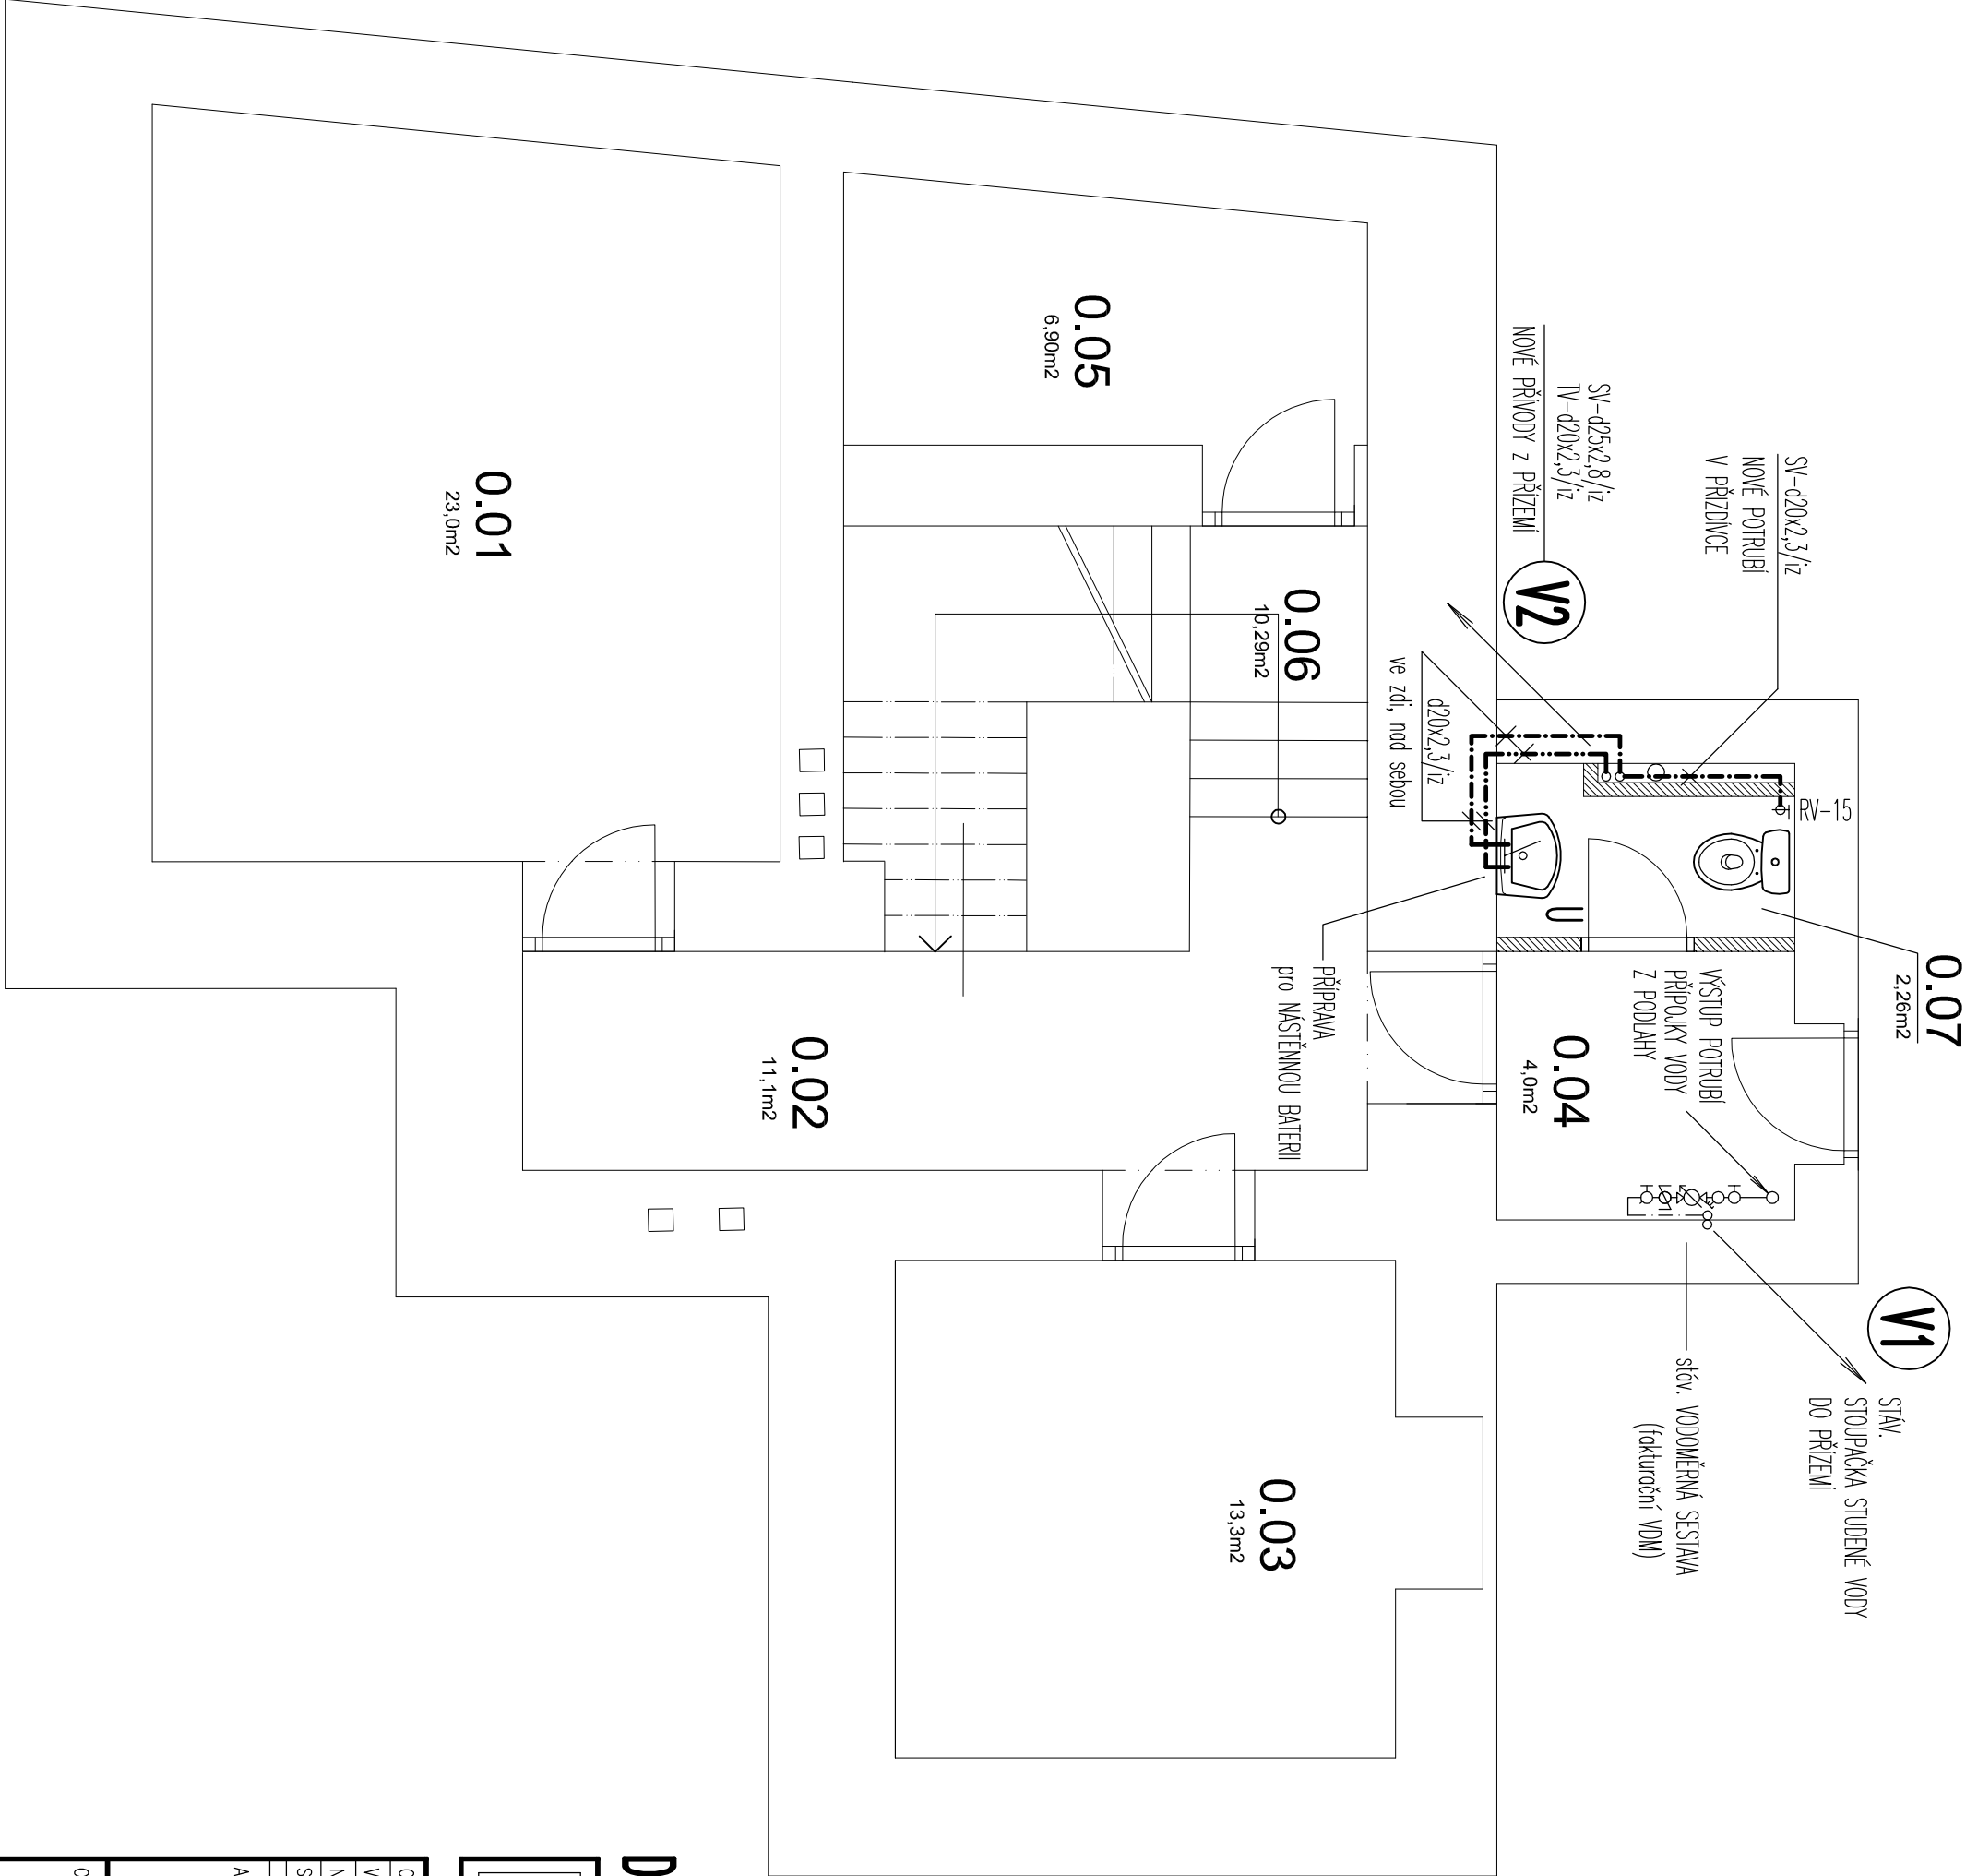 0.07
2,26m2
V1
STÁV.
STOUPAČKA STUDENÉ VODY
DO PŘÍZEMÍ
SV-d20x2,3/iz
NOVÉ POTRUBÍ
V PŘIZDÍVCE
RV-15
VÝSTUP POTRUBÍ
PŘÍPOJKY VODY
Z PODLAHY
stáv. VODOMĚRNÁ SESTAVA
(fakturační VDM)
SV-d25x2,8/iz
TV-d20x2,3/iz
NOVÉ PŘÍVODY z PŘÍZEMÍ
V2
U
0.04
4,0m2
d20x2,3/iz
ve zdi, nad sebou
PŘÍPRAVA
pro NÁSTĚNNOU BATERII
0.06
10,29m2
0.03
13,3m2
0.05
6,90m2
0.02
11,1m2
0.01
23,0m2
D
V
N
S
A